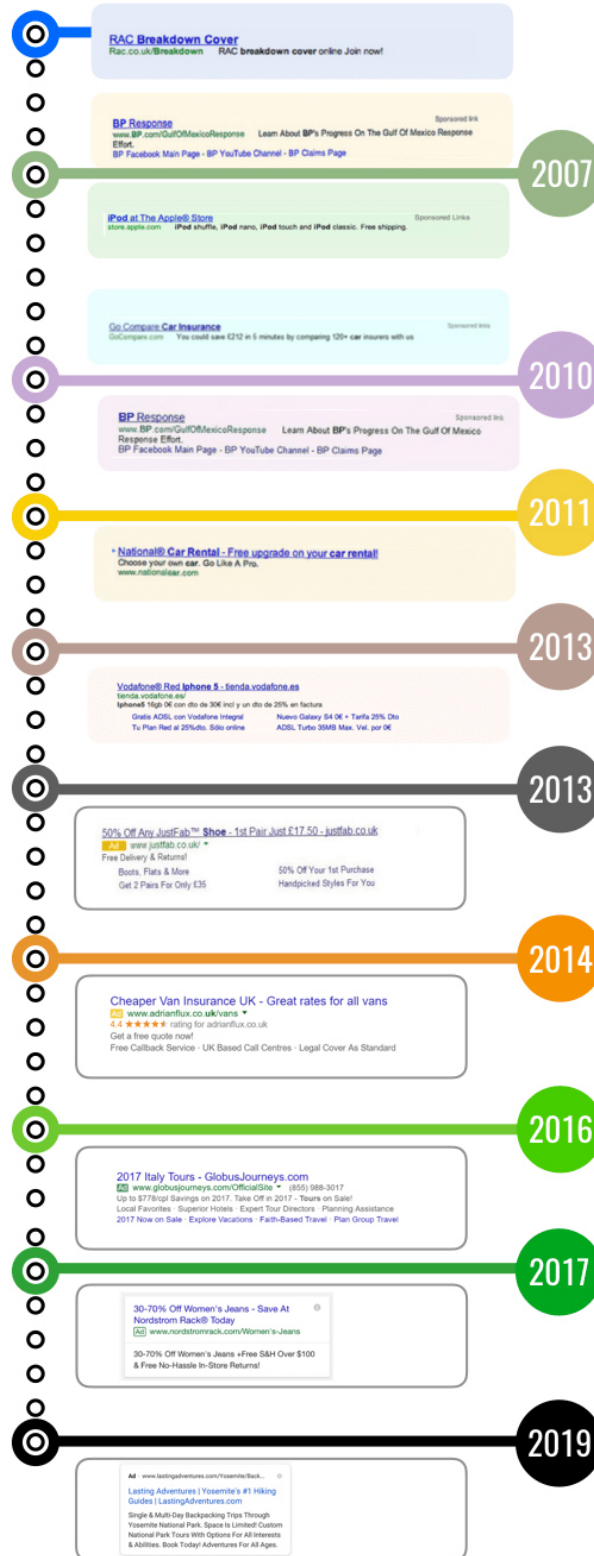 RAC Breakdown Cover
Rac.co.uk/Breakdown RAC breakdown cover online Join now!
BP Response
Sponsored link
www.BP.com/GulfOfMexicoResponse Learn About BP's Progress On The Gulf Of Mexico Response
Effort.
BP Facebook Main Page - BP YouTube Channel - BP Claims Page
2007
iPod at The Apple® Store
Sponsored Links
store.apple.com iPod shuffle, iPod nano, iPod touch and iPod classic. Free shipping.
Go Compare Car Insurance
Sponsored links
GoCompare.com You could save £212 in 5 minutes by comparing 120+ car insurers with us
2010
BP Response
Sponsored link
www.BP.com/GulfOfMexicoResponse Learn About BP's Progress On The Gulf Of Mexico
Response Effort.
BP Facebook Main Page - BP YouTube Channel - BP Claims Page
2011
National® Car Rental - Free upgrade on your car rental!
Choose your own car. Go Like A Pro.
www.nationalcar.com
2013
Vodafone® Red Iphone 5 - tienda.vodafone.es
tienda.vodafone.es/
Iphone5 16gb 0€ con dto de 30€ incl y un dto de 25% en factura
Gratis ADSL con Vodafone Integral Nuevo Galaxy S4 0€ + Tarifa 25% Dto
Tu Plan Red al 25%dto. Sólo online ADSL Turbo 35MB Max. Vel. por 0€
2013
50% Off Any JustFab™ Shoe - 1st Pair Just £17.50 - justfab.co.uk
Ad www.justfab.co.uk/
Free Delivery & Returns!
Boots, Flats & More 50% Off Your 1st Purchase
Get 2 Pairs For Only £35 Handpicked Styles For You
2014
Cheaper Van Insurance UK - Great rates for all vans
Ad www.adrianflux.co.uk/vans
4.4 ★★★★★ rating for adrianflux.co.uk
Get a free quote now!
Free Callback Service · UK Based Call Centres · Legal Cover As Standard
2016
2017 Italy Tours - GlobusJourneys.com
Ad www.globusjourneys.com/OfficialSite (855) 988-3017
Up to $778/cpl Savings on 2017. Take Off in 2017 - Tours on Sale!
Local Favorites · Superior Hotels · Expert Tour Directors · Planning Assistance
2017 Now on Sale · Explore Vacations · Faith-Based Travel · Plan Group Travel
2017
30-70% Off Women's Jeans - Save At
Nordstrom Rack® Today
Ad www.nordstromrack.com/Women's-Jeans
30-70% Off Women's Jeans +Free S&H Over $100
& Free No-Hassle In-Store Returns!
2019
Ad · www.lastingadventures.com/Yosemite/Back...
Lasting Adventures | Yosemite's #1 Hiking
Guides | LastingAdventures.com
Single & Multi-Day Backpacking Trips Through
Yosemite National Park. Space Is Limited! Custom
National Park Tours With Options For All Interests
& Abilities. Book Today! Adventures For All Ages.